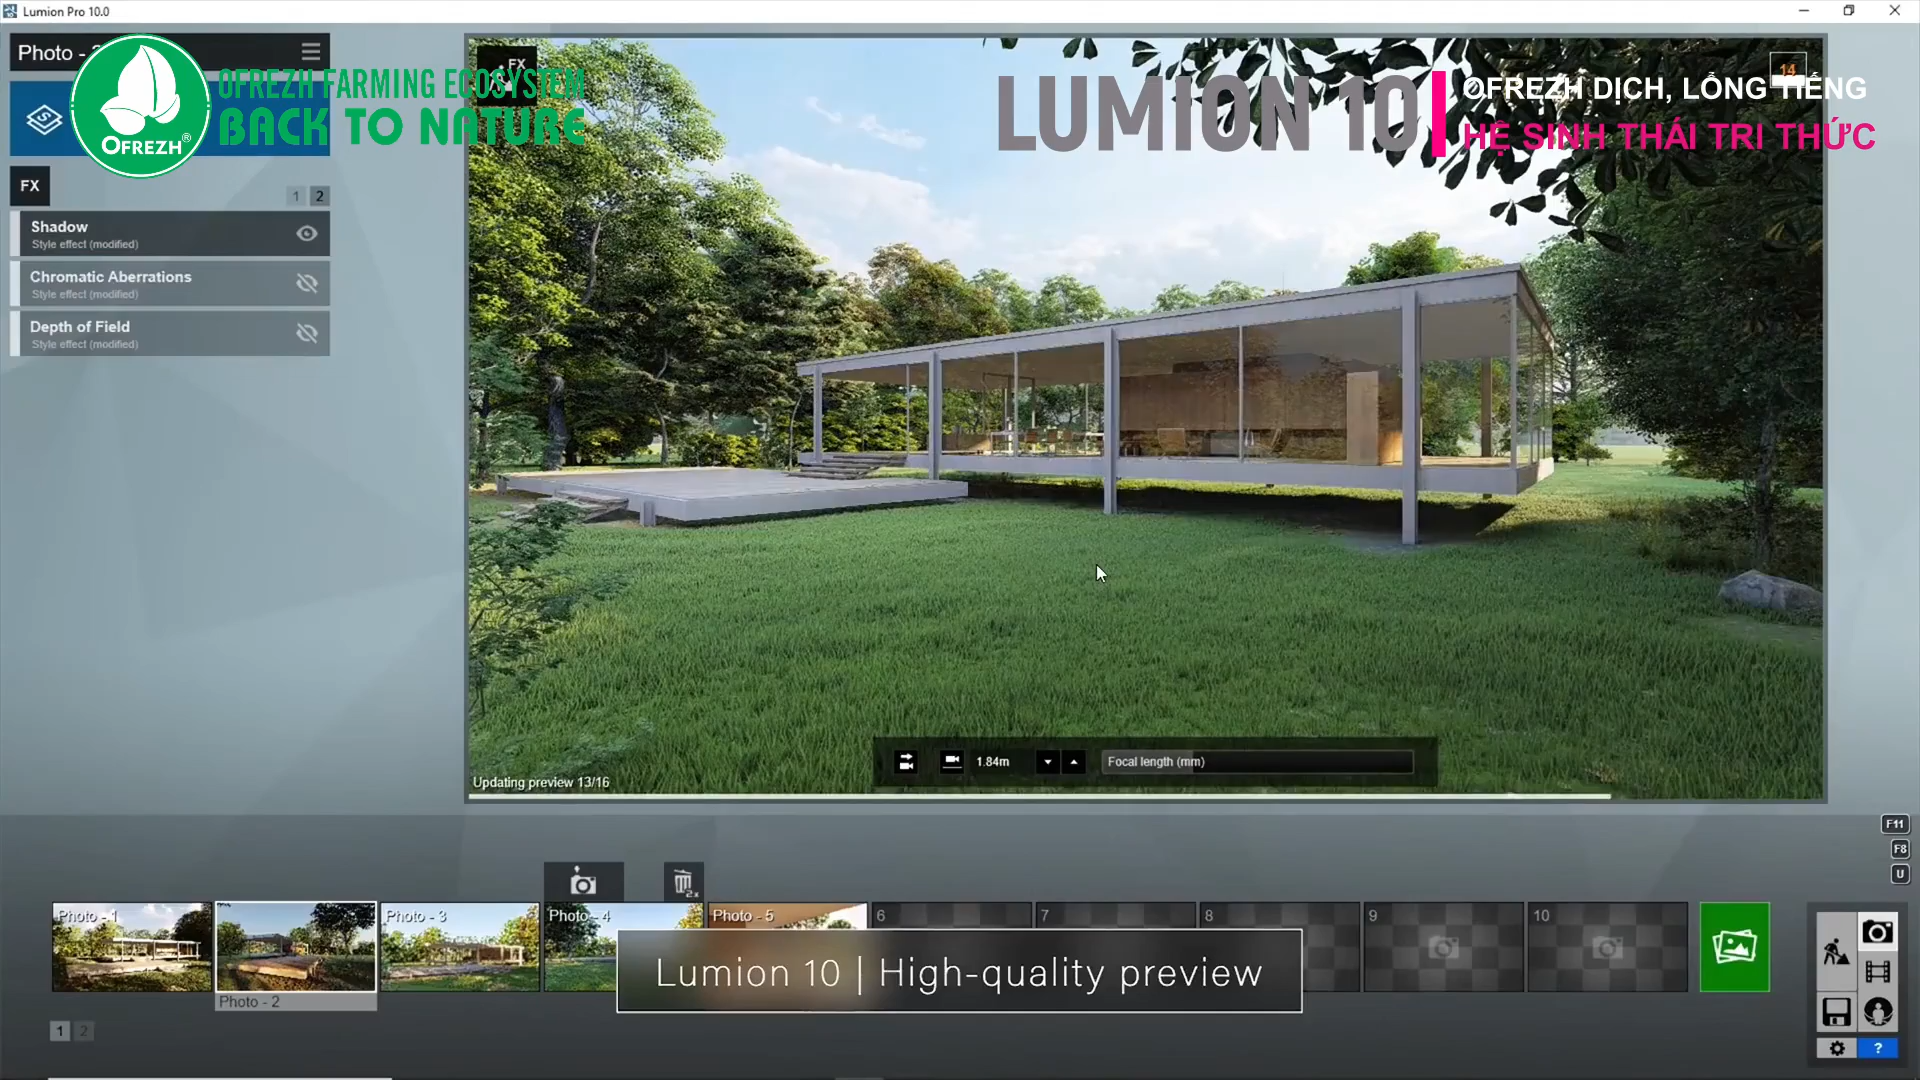 Lumion Pro 10.0
Photo -
OFREZH®
OFREZH FARMING ECOSYSTEM
BACK TO NATURE
FX
LUMION 10
14
OFREZH DỊCH, LỒNG TIẾNG
HỆ SINH THÁI TRI THỨC
FX
1 2
Shadow
Style effect (modified)
Chromatic Aberrations
Style effect (modified)
Depth of Field
Style effect (modified)
1.84m
Focal length (mm)
Updating preview 13/16
F11
F8
U
2x
Photo - 1
Photo - 3
Photo - 4
Photo - 5
6
7
8
9
10
Photo - 2
Lumion 10 | High-quality preview
1 2
?